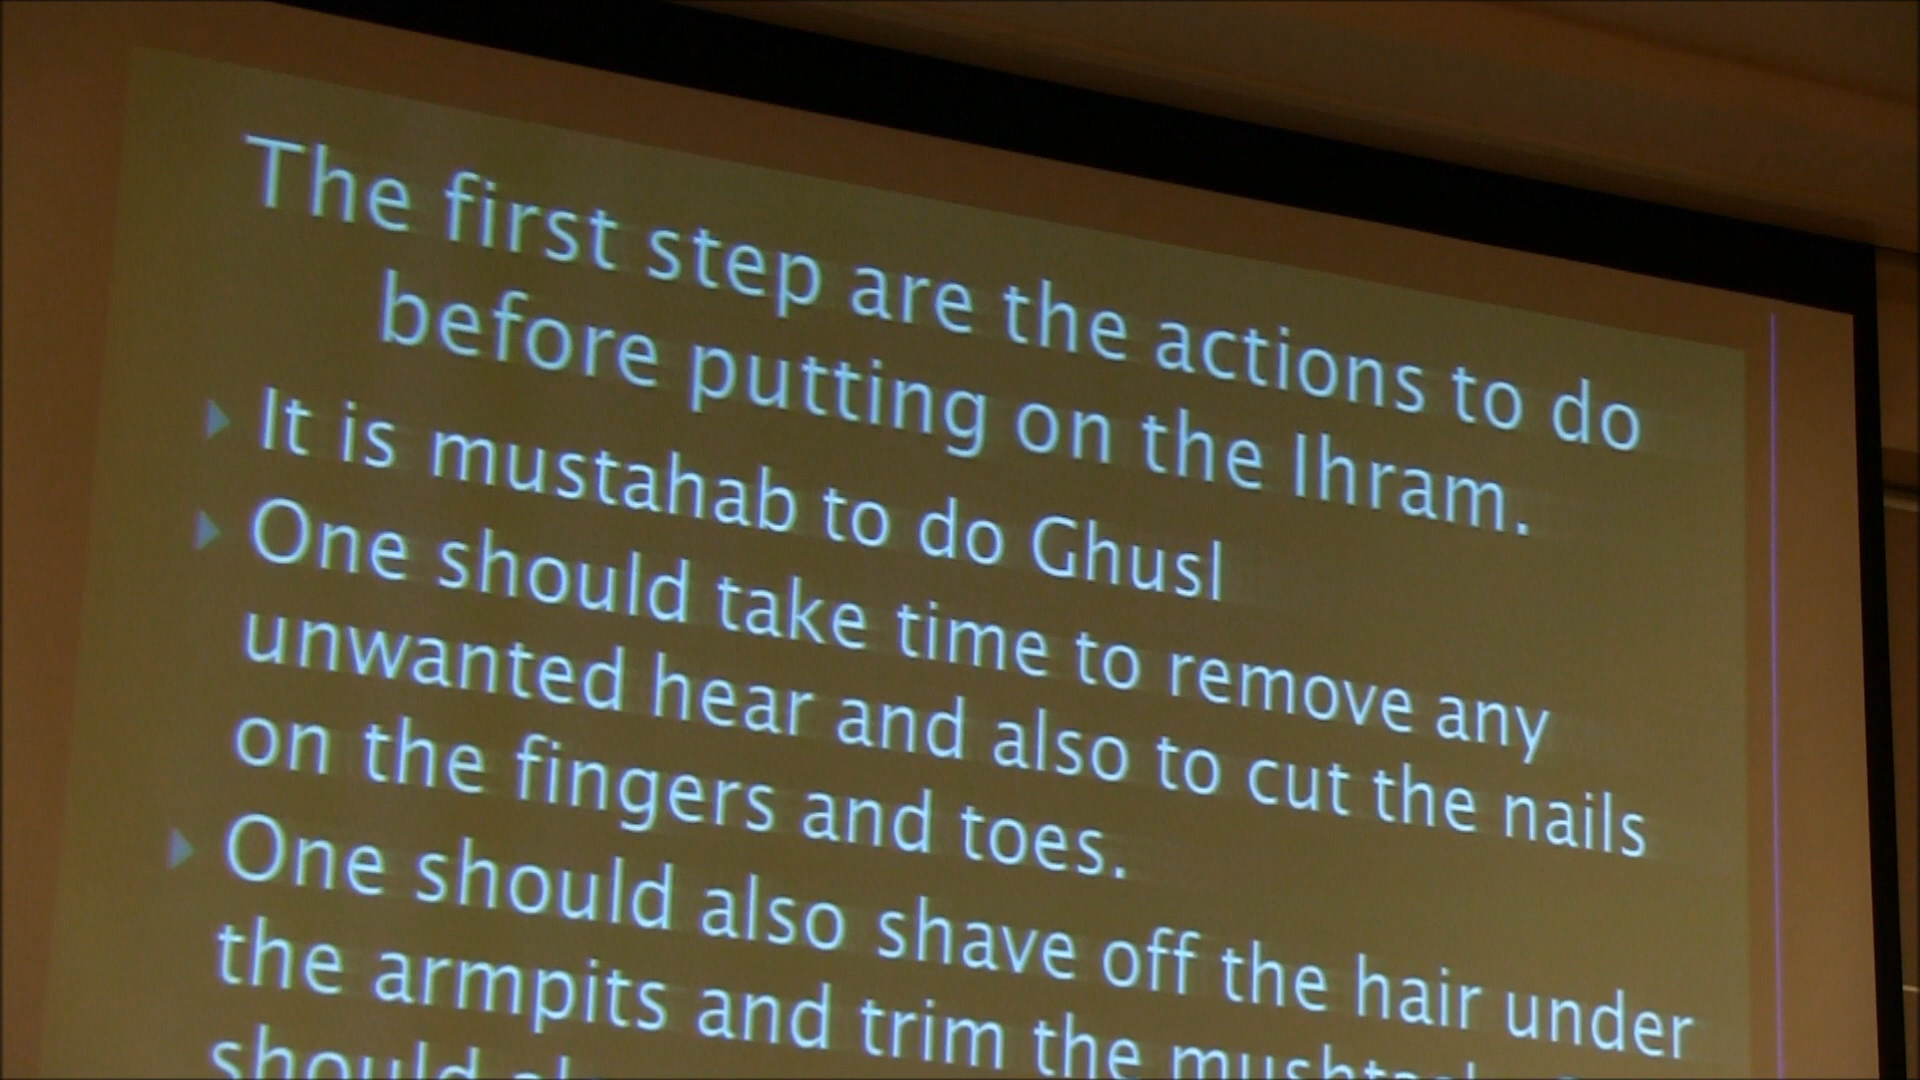 The first step are the actions to do
before putting on the Ihram.
It is mustahab to do Ghusl
One should take time to remove any
unwanted hear and also to cut the nails
on the fingers and toes.
One should also shave off the hair under
the armpits and trim the
should